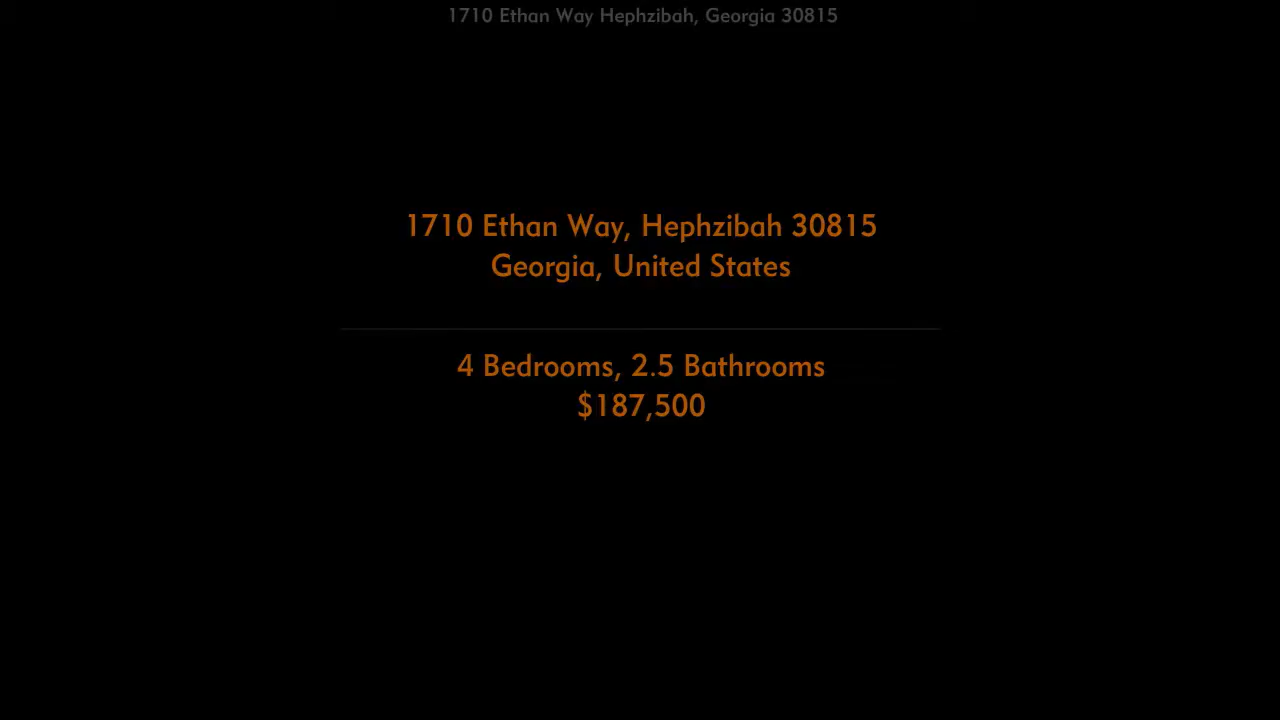 1710 Ethan Way Hephzibah, Georgia 30815
1710 Ethan Way, Hephzibah 30815
Georgia, United States
4 Bedrooms, 2.5 Bathrooms
$187,500